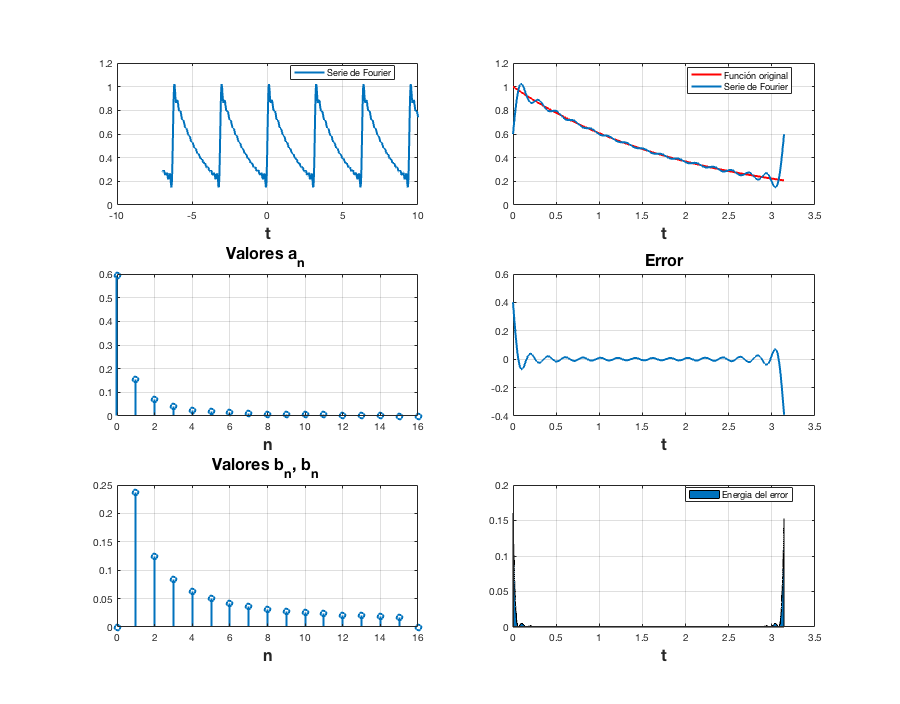 Serie de Fourier
1.2
1
0.8
0.6
0.4
0.2
0
-10 -5 0 5 10
t
Función original
Serie de Fourier
1.2
1
0.8
0.6
0.4
0.2
0
0 0.5 1 1.5 2 2.5 3 3.5
t
Valores an
0.6
0.5
0.4
0.3
0.2
0.1
0
0 2 4 6 8 10 12 14 16
n
Error
0.6
0.4
0.2
0
-0.2
-0.4
0 0.5 1 1.5 2 2.5 3 3.5
t
Valores bn, bn
0.25
0.2
0.15
0.1
0.05
0
0 2 4 6 8 10 12 14 16
n
Energia del error
0.2
0.15
0.1
0.05
0
0 0.5 1 1.5 2 2.5 3 3.5
t